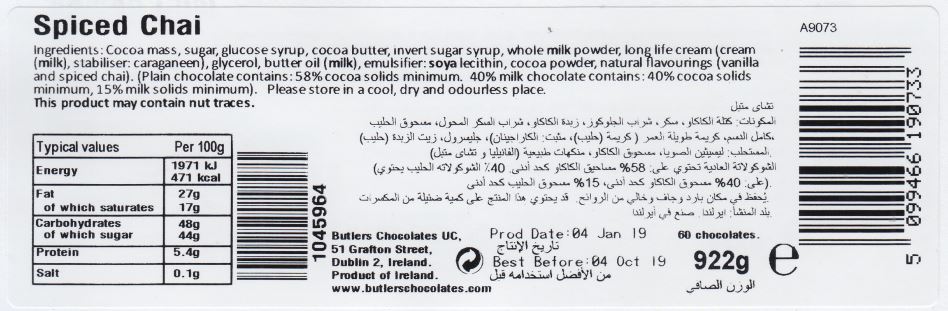 Spiced Chai
A9073
Ingredients: Cocoa mass, sugar, glucose syrup, cocoa butter, invert sugar syrup, whole milk powder, long life cream (cream
(milk), stabiliser: caraganeen), glycerol, butter oil (milk), emulsifier: soya lecithin, cocoa powder, natural flavourings (vanilla
and spiced chai). (Plain chocolate contains: 58% cocoa solids minimum. 40% milk chocolate contains: 40% cocoa solids
minimum, 15% milk solids minimum). Please store in a cool, dry and odourless place.
This product may contain nut traces.
تشاى متبل
المكونات: كتلة الكاكاو، سكر، شراب الجلوكوز، زبدة الكاكاو، شراب السكر المحول، مسحوق الحليب
،كامل الدسم، كريمة طويلة العمر ( كريمة (حليب)، مثبت: الكاراجينان)، جليسرول، زيت الزبدة (حليب)
.المستحلب: ليسيثين الصويا، مسحوق الكاكاو، منكهات طبيعية (الفانيليا و تشاى متبل)
الشوكولاتة العادية تحتوي على: 58% مساحيق الكاكاو كحد أدنى. 40٪ الشوكولاته الحليب يحتوي)
.(على: 40% مسحوق الكاكاو كحد أدنى، 15% مسحوق الحليب كحد أدنى
.يُحفظ في مكان بارد وجاف وخالي من الروائح. قد يحتوي هذا المنتج على كمية ضئيلة من المكسرات
.بلد المنشأ: ايرلندا. صنع في أيرلندا
Typical values Per 100g
Energy 1971 kJ
471 kcal
Fat 27g
of which saturates 17g
Carbohydrates 48g
of which sugar 44g
Protein 5.4g
Salt 0.1g
1045964
Butlers Chocolates UC,
51 Grafton Street,
Dublin 2, Ireland.
Product of Ireland.
www.butlerschocolates.com
Prod Date:04 Jan 19
تاريخ الإنتاج
Best Before:04 Oct 19
من الأفضل استخدامه قبل
60 chocolates.
922g e
الوزن الصافي
5 099466 190733